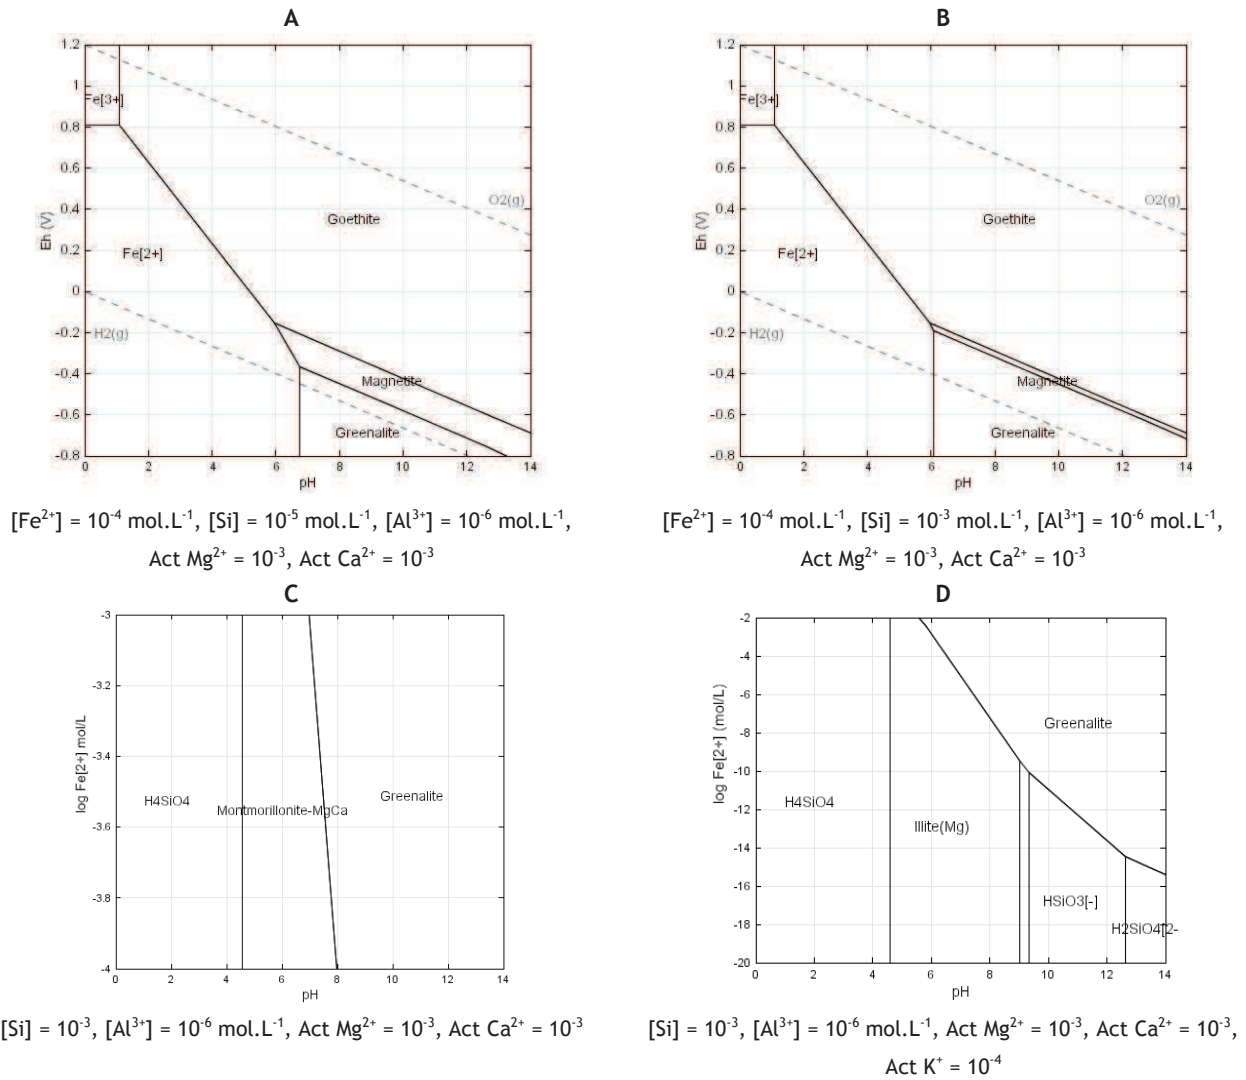 A
1.2
1
0.8
0.6
0.4
0.2
0
-0.2
-0.4
-0.6
-0.8
Eh (V)
Fe[3+]
O2(g)
Goethite
Fe[2+]
H2(g)
Magnetite
Greenalite
0 2 4 6 8 10 12 14
pH
[Fe²⁺] = 10⁻⁴ mol.L⁻¹, [Si] = 10⁻⁵ mol.L⁻¹, [Al³⁺] = 10⁻⁶ mol.L⁻¹,
Act Mg²⁺ = 10⁻³, Act Ca²⁺ = 10⁻³
B
1.2
1
0.8
0.6
0.4
0.2
0
-0.2
-0.4
-0.6
-0.8
Eh (V)
Fe[3+]
O2(g)
Goethite
Fe[2+]
H2(g)
Magnetite
Greenalite
0 2 4 6 8 10 12 14
pH
[Fe²⁺] = 10⁻⁴ mol.L⁻¹, [Si] = 10⁻³ mol.L⁻¹, [Al³⁺] = 10⁻⁶ mol.L⁻¹,
Act Mg²⁺ = 10⁻³, Act Ca²⁺ = 10⁻³
C
-3
-3.2
-3.4
-3.6
-3.8
-4
log Fe[2+] mol/L
H4SiO4
Montmorillonite-MgCa
Greenalite
0 2 4 6 8 10 12 14
pH
[Si] = 10⁻³, [Al³⁺] = 10⁻⁶ mol.L⁻¹, Act Mg²⁺ = 10⁻³, Act Ca²⁺ = 10⁻³
D
-2
-4
-6
-8
-10
-12
-14
-16
-18
-20
log Fe[2+] (mol/L)
Greenalite
H4SiO4
Illite(Mg)
HSiO3[-]
H2SiO4[2-
0 2 4 6 8 10 12 14
pH
[Si] = 10⁻³, [Al³⁺] = 10⁻⁶ mol.L⁻¹, Act Mg²⁺ = 10⁻³, Act Ca²⁺ = 10⁻³,
Act K⁺ = 10⁻⁴